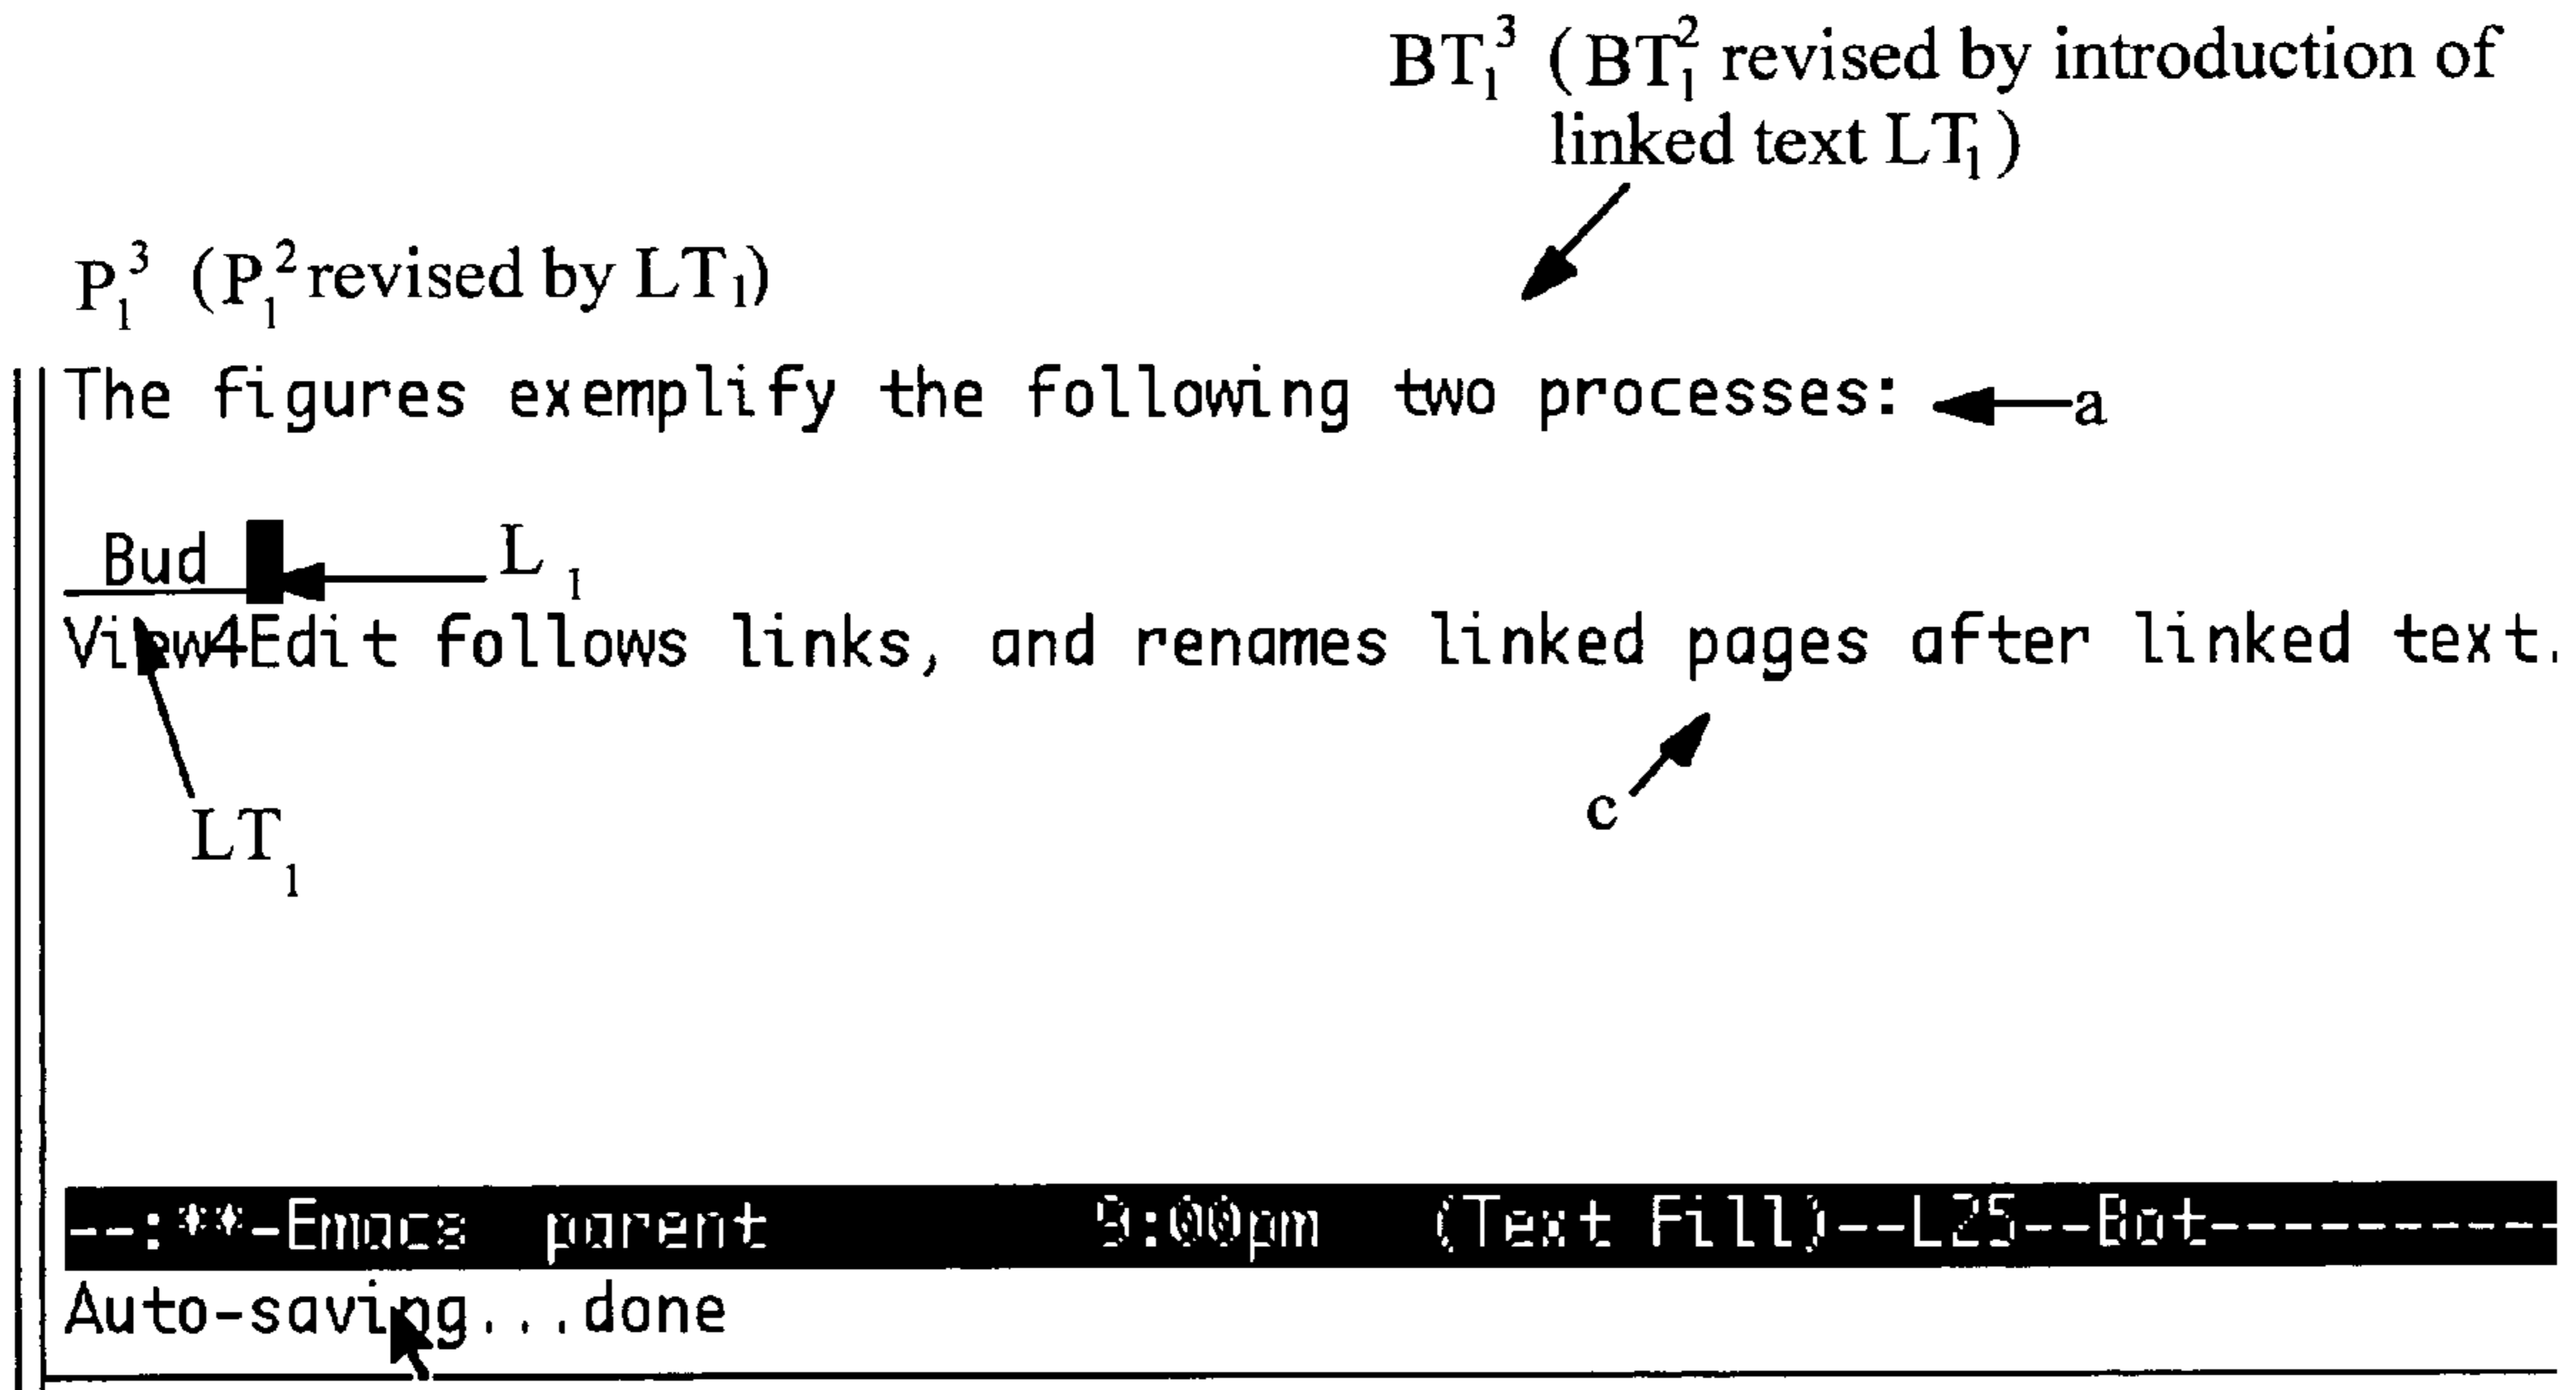 BT₁³ (BT₁² revised by introduction of
linked text LT₁)
P₁³ (P₁² revised by LT₁)
The figures exemplify the following two processes: a
Bud L₁
View4Edit follows links, and renames linked pages after linked text.
c
LT₁
--:**-Emacs parent 9:00pm (Text Fill)--L25--Bot----------
Auto-saving...done